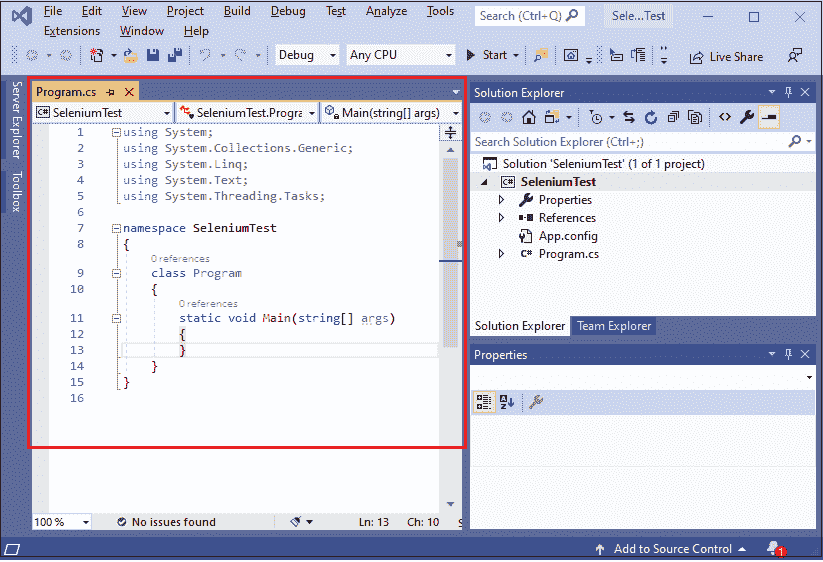 File Edit View Project Build Debug Test Analyze Tools
Search (Ctrl+Q)
Sele...Test
Extensions Window Help
Debug Any CPU Start
Live Share
Server Explorer
Toolbox
Program.cs
SeleniumTest SeleniumTest.Progra Main(string[] args)
1 using System;
2 using System.Collections.Generic;
3 using System.Linq;
4 using System.Text;
5 using System.Threading.Tasks;
6
7 namespace SeleniumTest
8 {
0 references
9 class Program
10 {
0 references
11 static void Main(string[] args)
12 {
13 }
14 }
15 }
16
100 % No issues found Ln: 13 Ch: 10 S
Solution Explorer
Search Solution Explorer (Ctrl+;)
Solution 'SeleniumTest' (1 of 1 project)
C# SeleniumTest
Properties
References
App.config
C# Program.cs
Solution Explorer Team Explorer
Properties
Add to Source Control 1